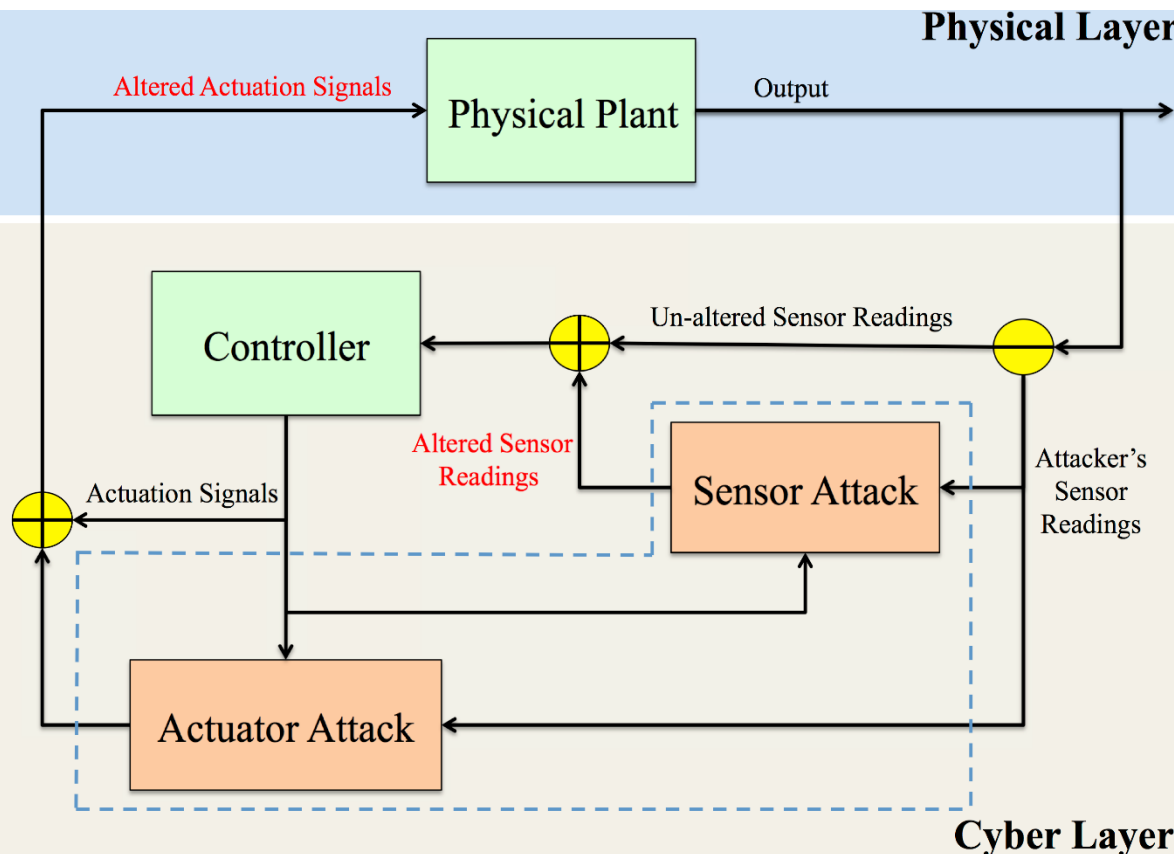 Physical Layer
Altered Actuation Signals
Physical Plant
Output
Controller
Un-altered Sensor Readings
Altered Sensor
Readings
Sensor Attack
Attacker's
Sensor
Readings
Actuation Signals
Actuator Attack
Cyber Layer